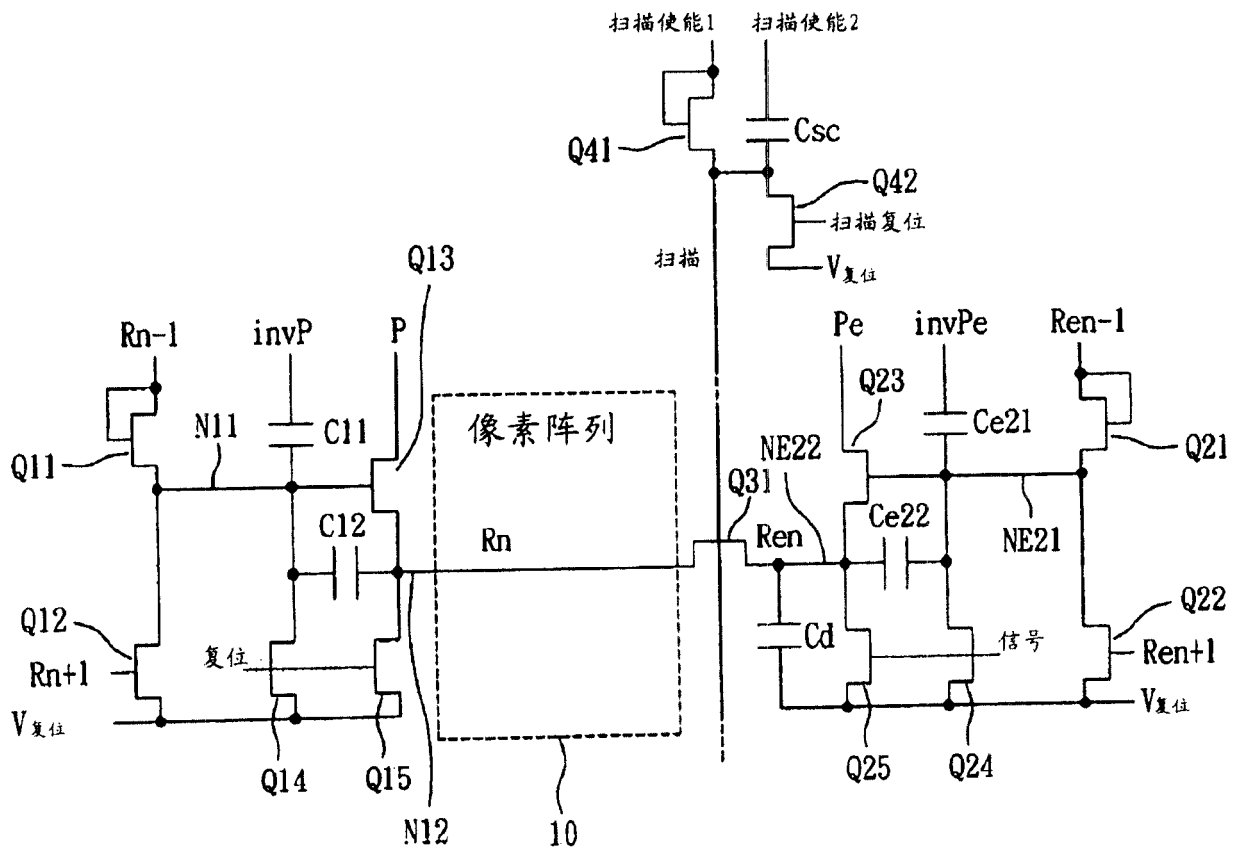 扫描使能1
扫描使能2
Csc
Q41
Q42
扫描复位
扫描
V复位
Q13
Rn-1
invP
P
Pe
invPe
Ren-1
Q23
像素阵列
N11
C11
NE22
Ce21
Q11
Q31
Q21
C12
Rn
Ren
Ce22
NE21
Q12
Q22
复位
Cd
信号
Rn+1
Ren+1
V复位
V复位
Q14
Q15
Q25
Q24
N12
10